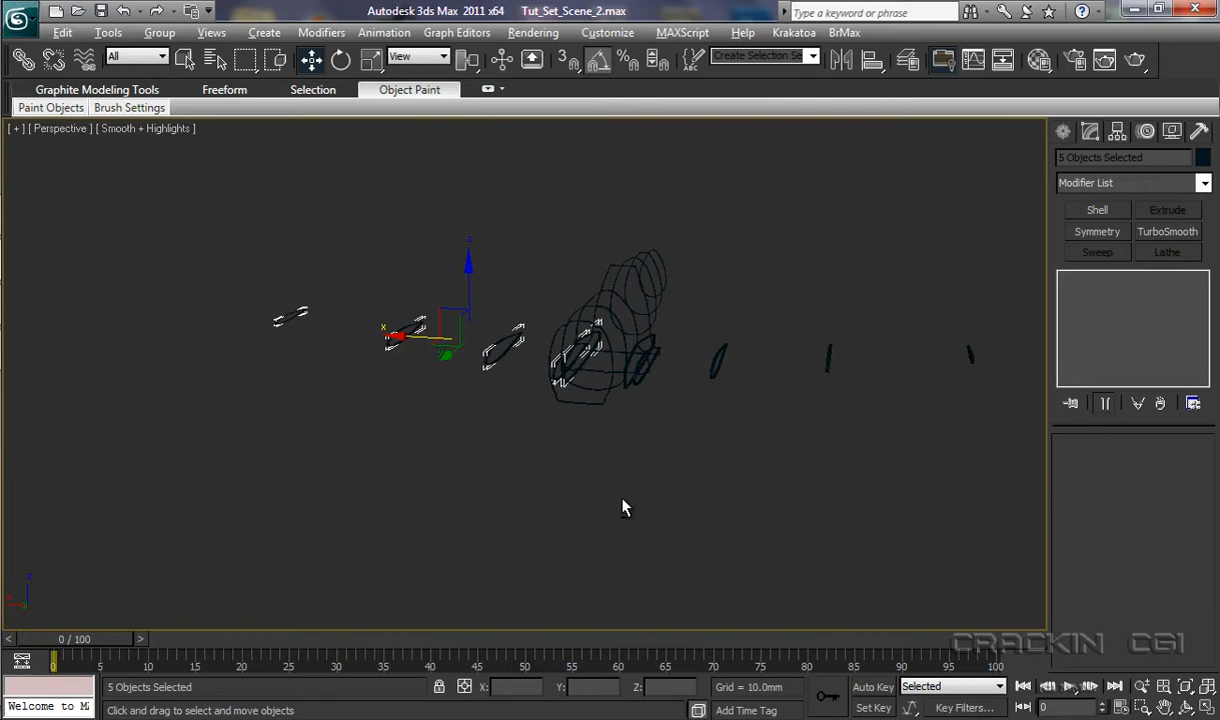 Autodesk 3ds Max 2011 x64 Tut_Set_Scene_2.max
Type a keyword or phrase
Edit Tools Group Views Create Modifiers Animation Graph Editors Rendering Customize MAXScript Help Krakatoa BrMax
All View Create Selection Se
Graphite Modeling Tools Freeform Selection Object Paint
Paint Objects Brush Settings
[ + ] [ Perspective ] [ Smooth + Highlights ]
5 Objects Selected
Modifier List
Shell Extrude
Symmetry TurboSmooth
Sweep Lathe
z
x
y
z
x
< 0 / 100 >
CRACKIN CGI
0 5 10 15 20 25 30 35 40 45 50 55 60 65 70 75 80 85 90 95 100
5 Objects Selected X: Y: Z: Grid = 10.0mm Auto Key Selected
Welcome to M Click and drag to select and move objects Add Time Tag Set Key Key Filters... 0